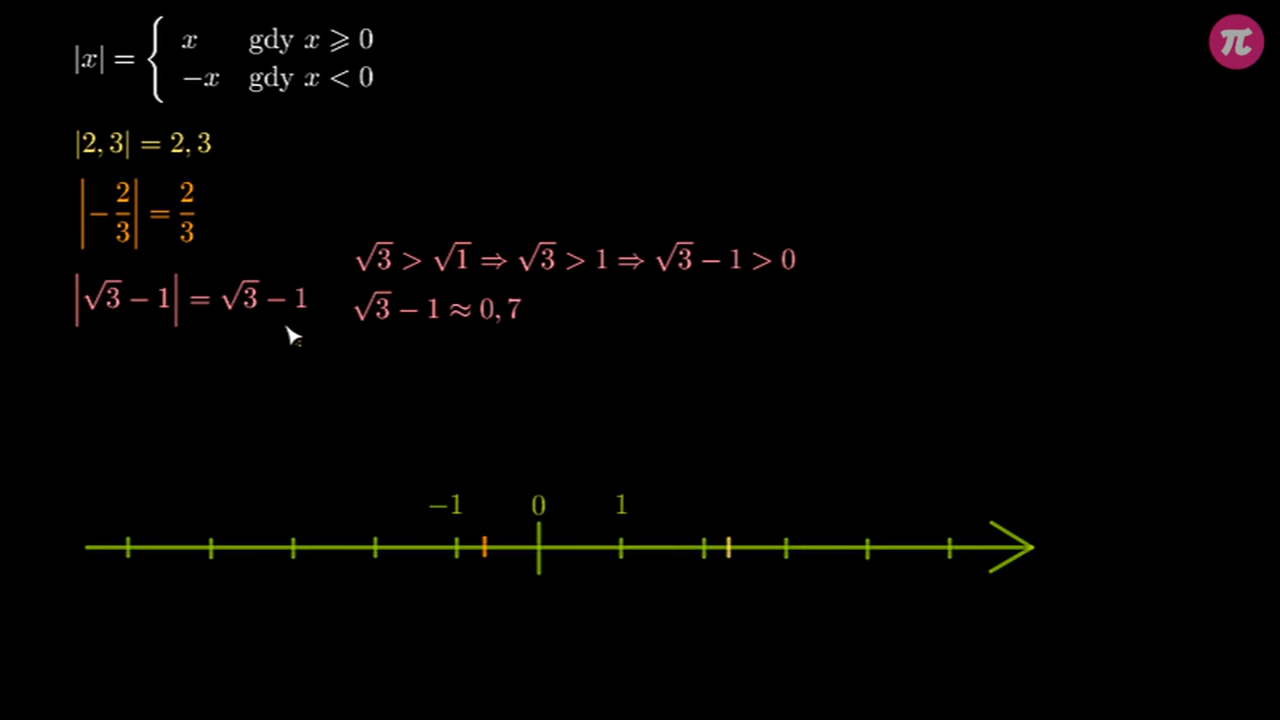 |x| = { x gdy x ⩾ 0
−x gdy x < 0
|2,3| = 2,3
|−2/3| = 2/3
√3 > √1 ⇒ √3 > 1 ⇒ √3 − 1 > 0
|√3 − 1| = √3 − 1
√3 − 1 ≈ 0,7
−1 0 1
π